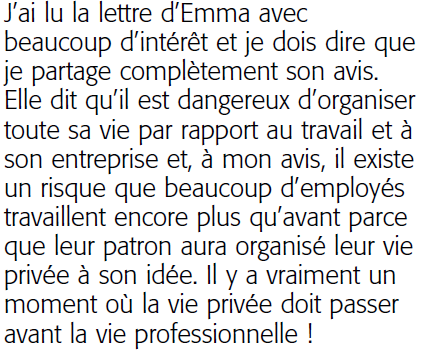 J’ai lu la lettre d’Emma avec
beaucoup d’intérêt et je dois dire que
je partage complètement son avis.
Elle dit qu’il est dangereux d’organiser
toute sa vie par rapport au travail et à
son entreprise et, à mon avis, il existe
un risque que beaucoup d’employés
travaillent encore plus qu’avant parce
que leur patron aura organisé leur vie
privée à son idée. Il y a vraiment un
moment où la vie privée doit passer
avant la vie professionnelle !